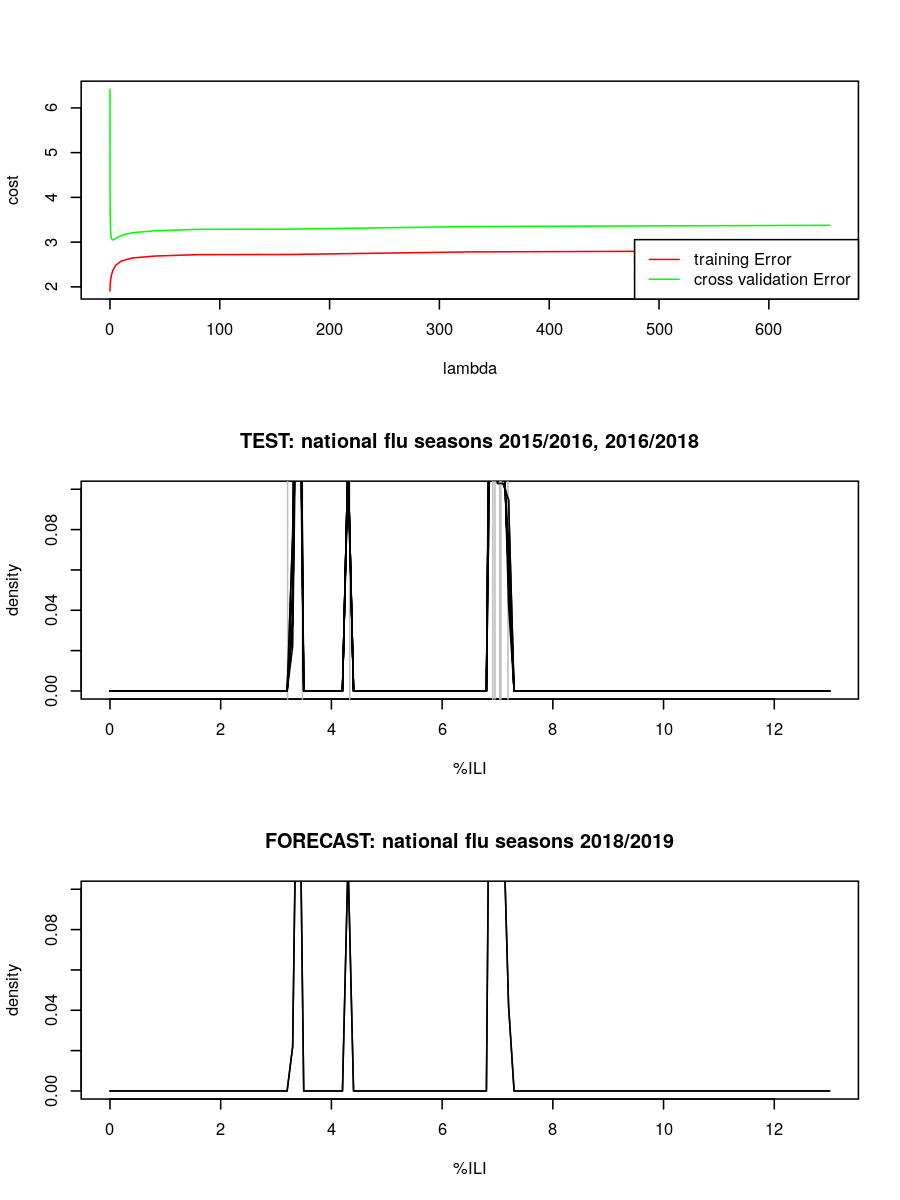 cost
6
5
4
3
2
training Error
cross validation Error
0 100 200 300 400 500 600
lambda
TEST: national flu seasons 2015/2016, 2016/2018
density
0.08
0.04
0.00
0 2 4 6 8 10 12
%ILI
FORECAST: national flu seasons 2018/2019
density
0.08
0.04
0.00
0 2 4 6 8 10 12
%ILI